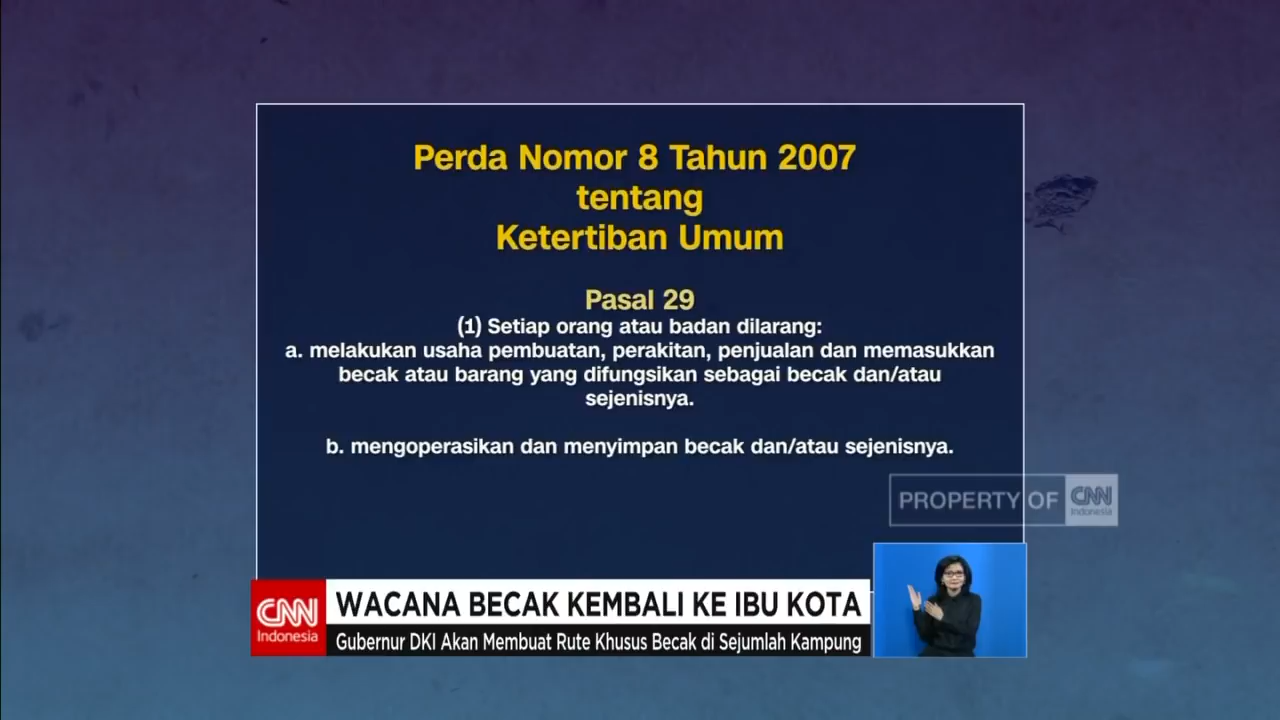 Perda Nomor 8 Tahun 2007
tentang
Ketertiban Umum
Pasal 29
(1) Setiap orang atau badan dilarang:
a. melakukan usaha pembuatan, perakitan, penjualan dan memasukkan
becak atau barang yang difungsikan sebagai becak dan/atau
sejenisnya.
b. mengoperasikan dan menyimpan becak dan/atau sejenisnya.
PROPERTY OF CNN Indonesia
CNN Indonesia
WACANA BECAK KEMBALI KE IBU KOTA
Gubernur DKI Akan Membuat Rute Khusus Becak di Sejumlah Kampung